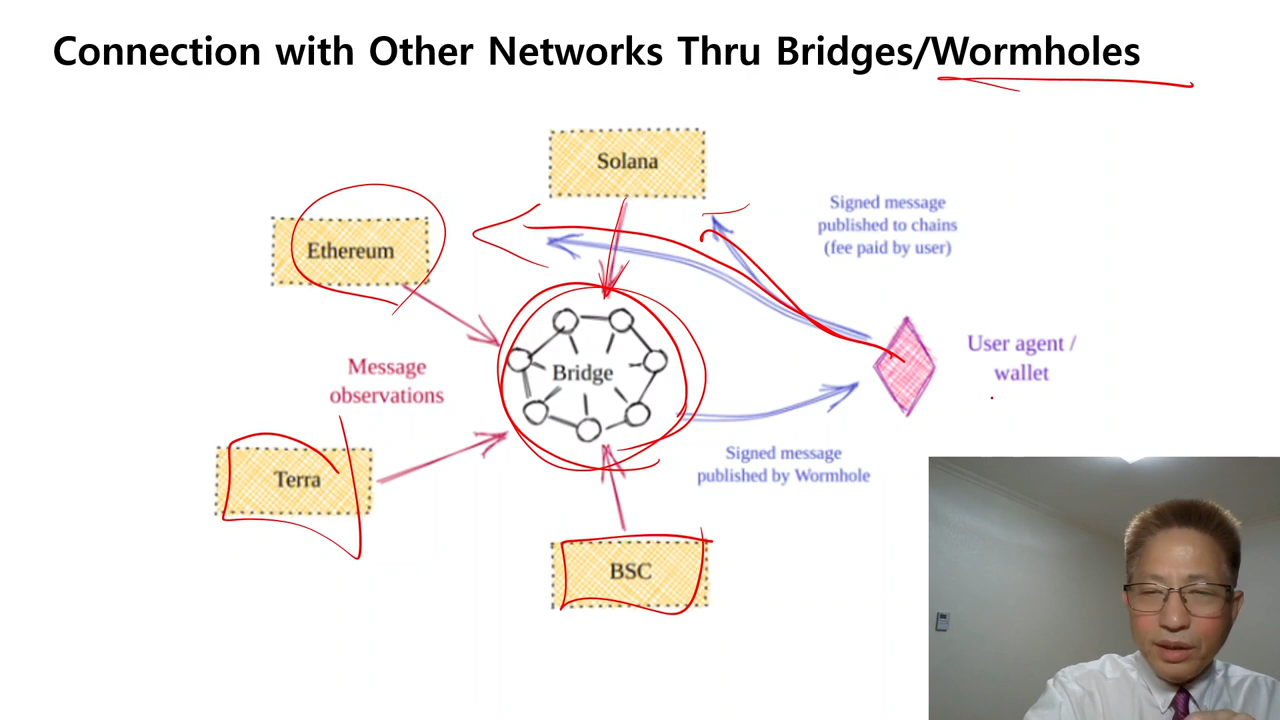 Connection with Other Networks Thru Bridges/Wormholes
Solana
Signed message
published to chains
(fee paid by user)
Ethereum
User agent /
wallet
Message
observations
Bridge
Signed message
published by Wormhole
Terra
BSC